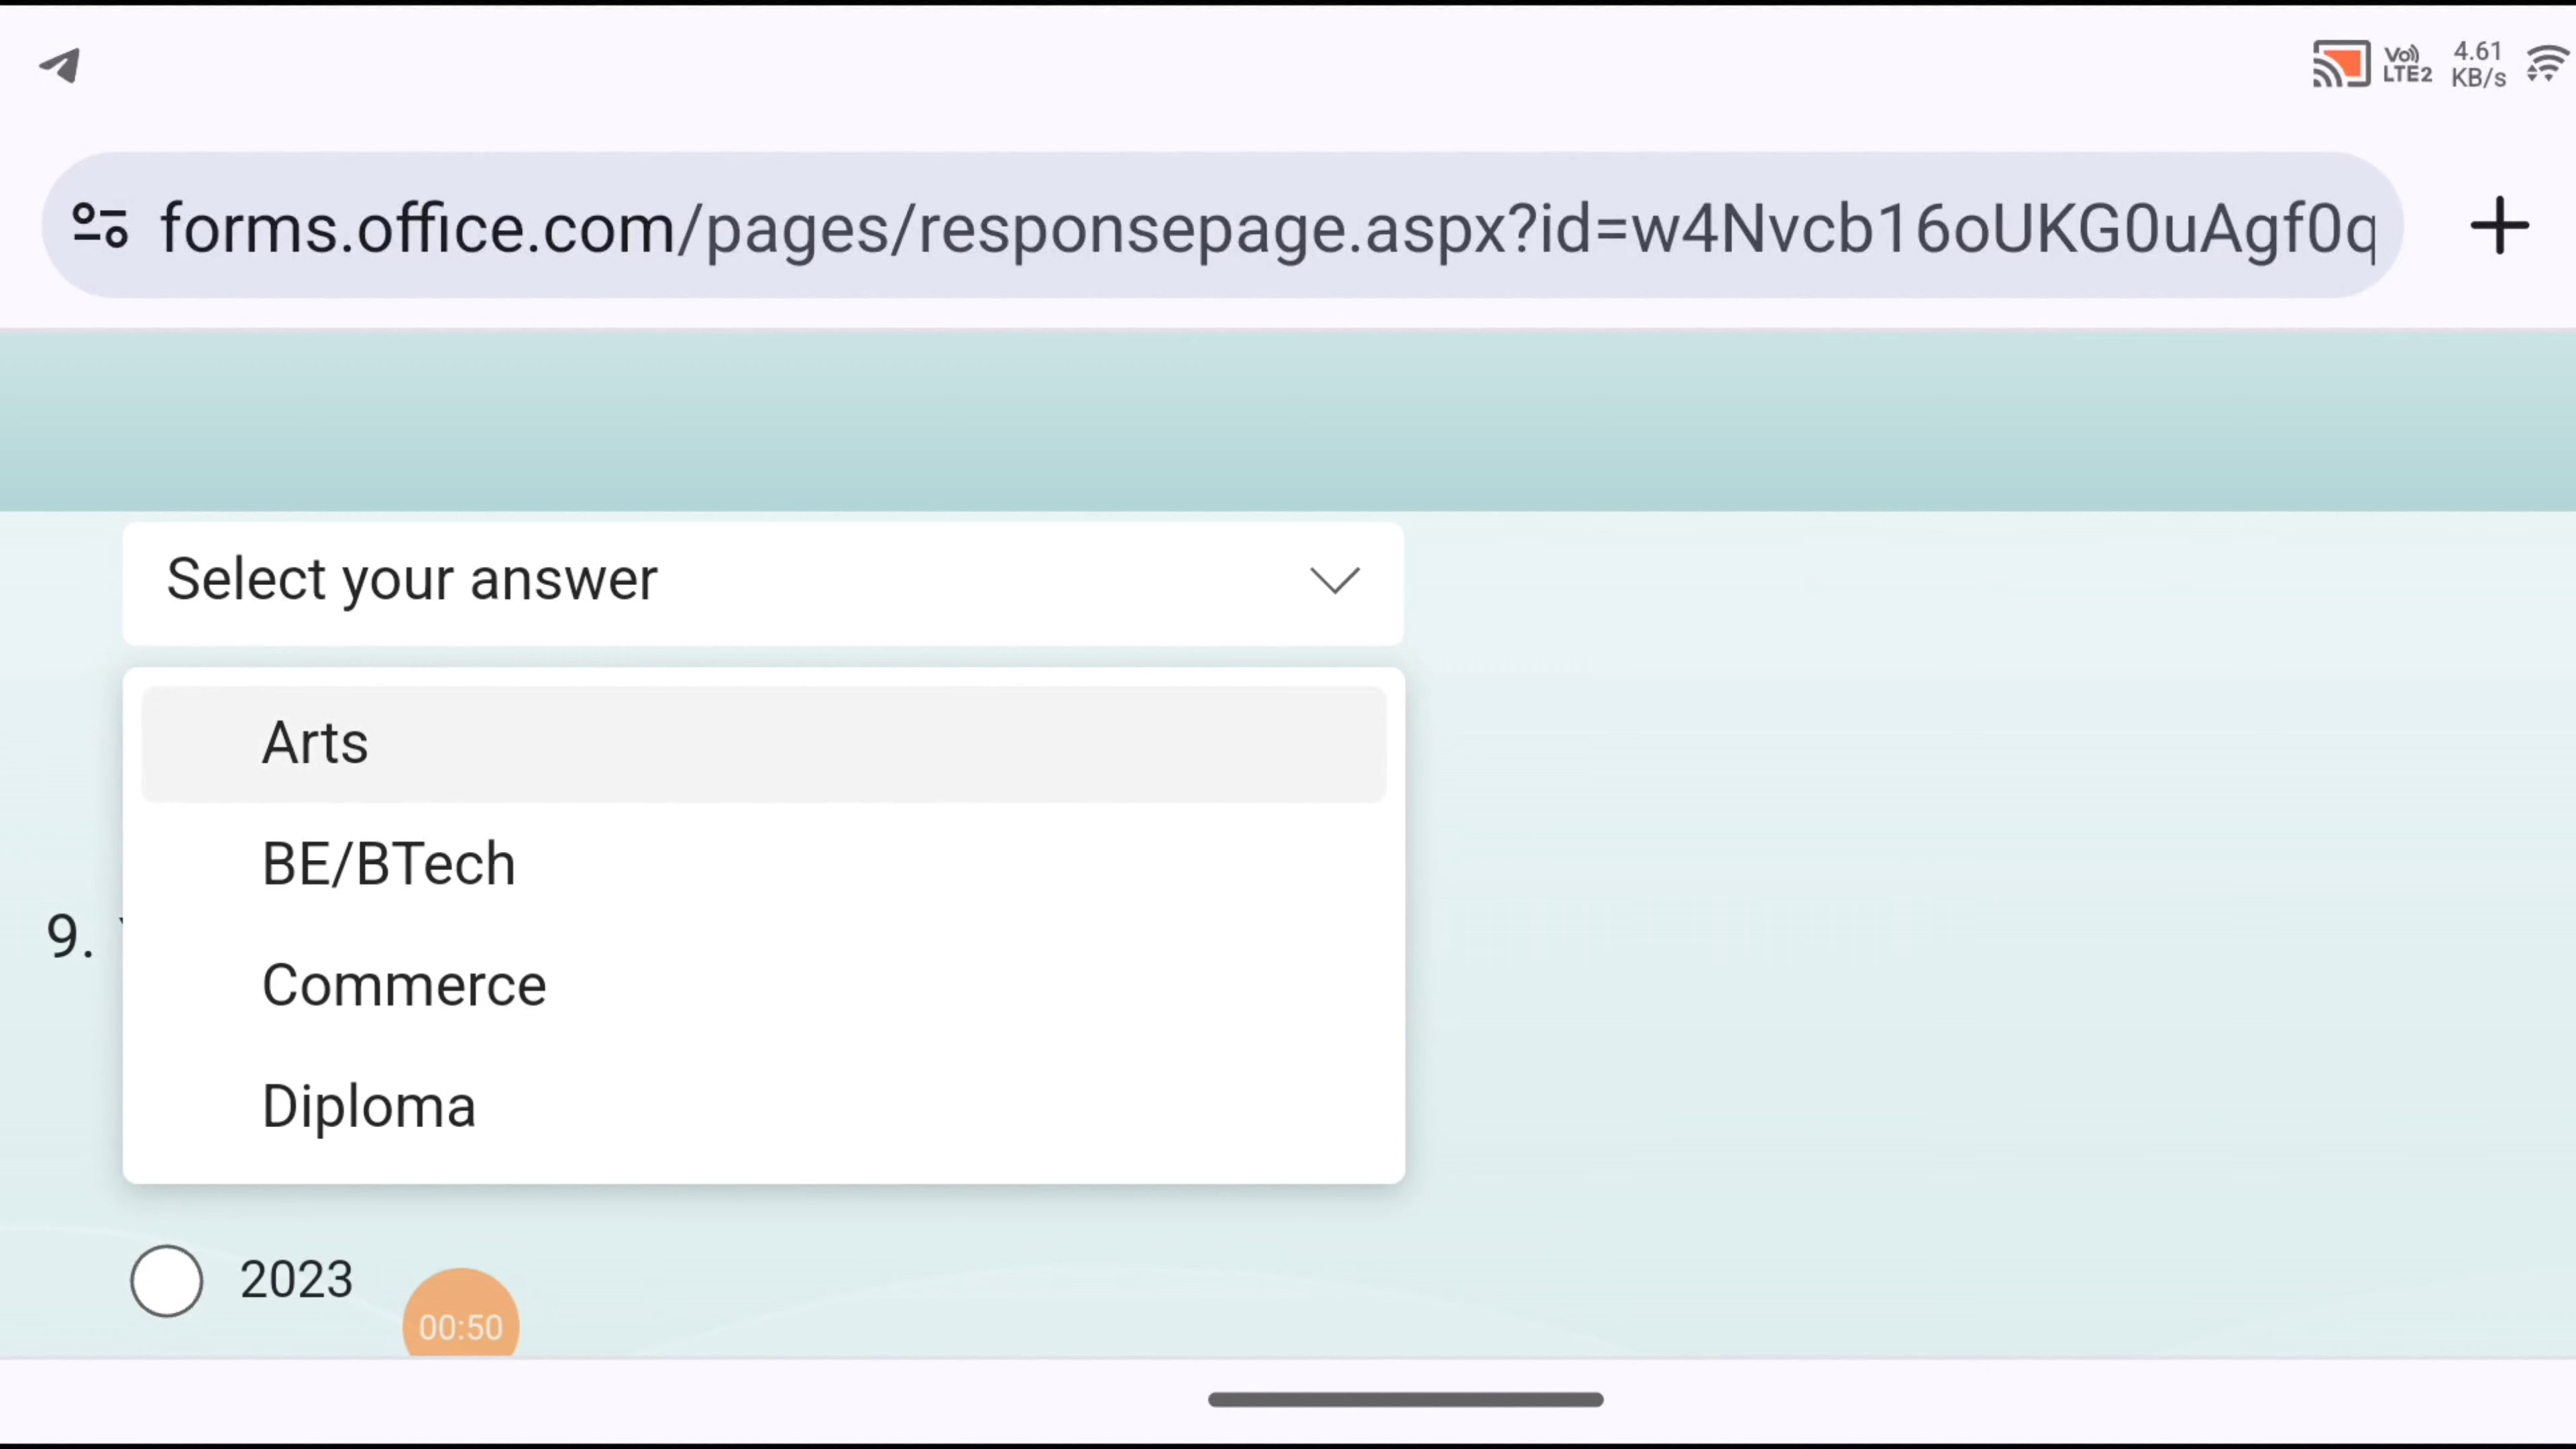 Vo)) LTE2 4.61 KB/s
forms.office.com/pages/responsepage.aspx?id=w4Nvcb16oUKG0uAgf0q
Select your answer
Arts
BE/BTech
9.
Commerce
Diploma
2023
00:50